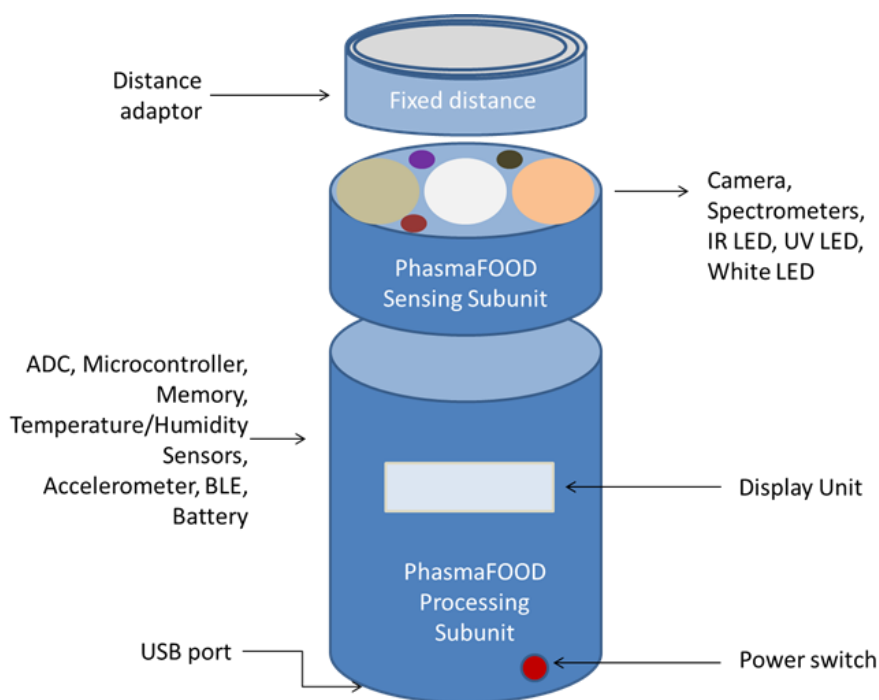 Distance
adaptor
Fixed distance
Camera,
Spectrometers,
IR LED, UV LED,
White LED
PhasmaFOOD
Sensing Subunit
ADC, Microcontroller,
Memory,
Temperature/Humidity
Sensors,
Accelerometer, BLE,
Battery
Display Unit
PhasmaFOOD
Processing
Subunit
USB port
Power switch